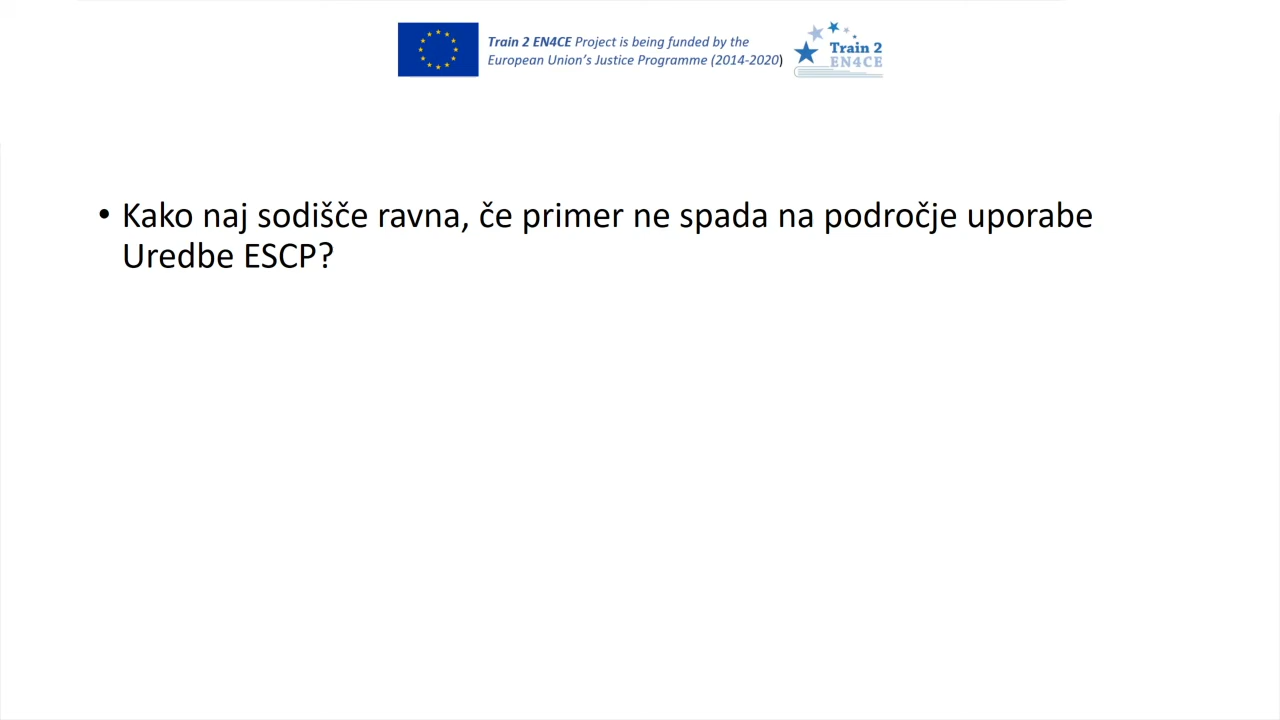 Train 2 EN4CE Project is being funded by the
European Union's Justice Programme (2014-2020)
Train 2
EN4CE
• Kako naj sodišče ravna, če primer ne spada na področje uporabe
Uredbe ESCP?